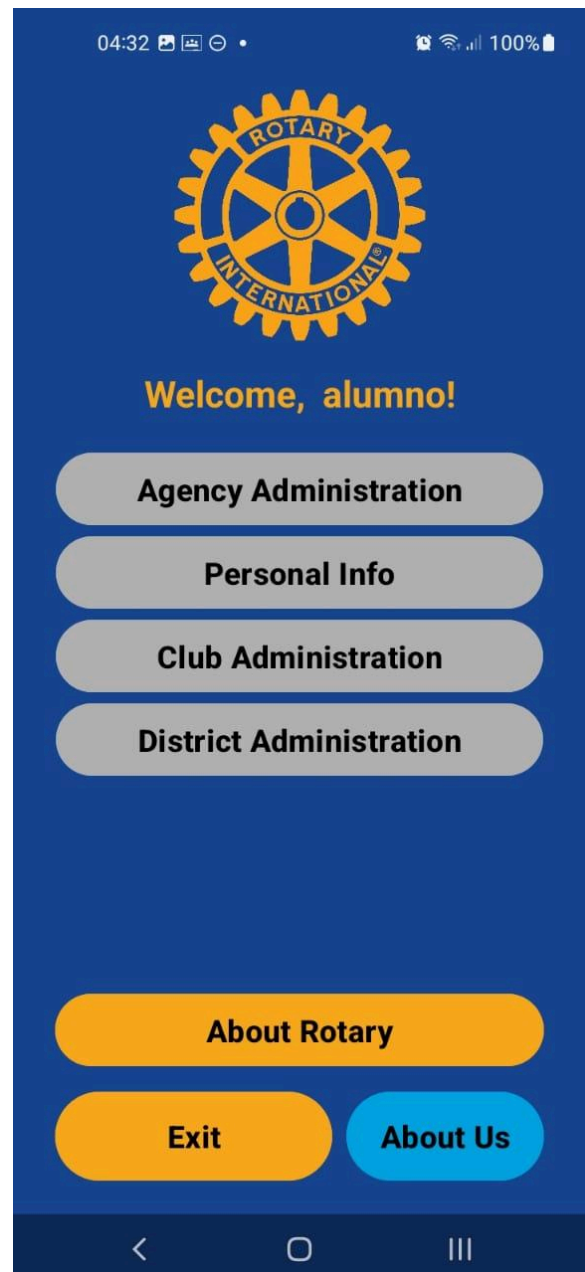 04:32
100%
ROTARY
INTERNATIONAL®
Welcome, alumno!
Agency Administration
Personal Info
Club Administration
District Administration
About Rotary
Exit
About Us